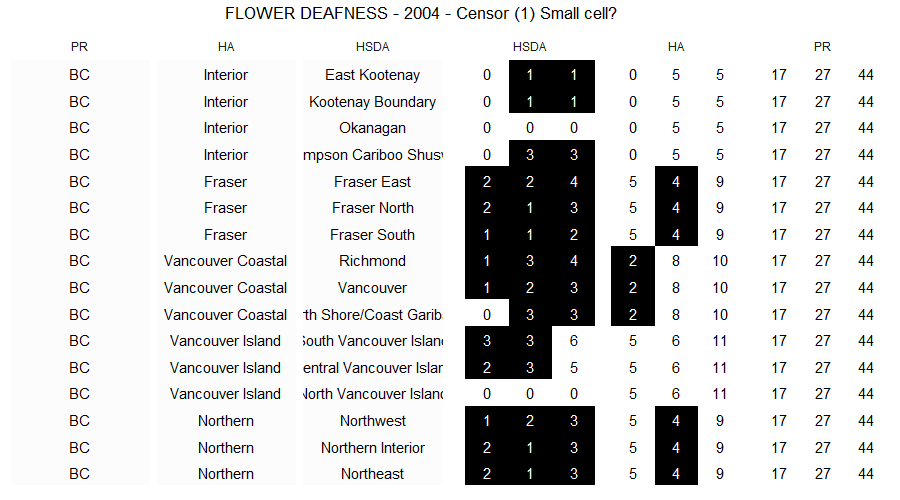 FLOWER DEAFNESS - 2004 - Censor (1) Small cell?
PR HA HSDA HSDA HA PR
BC Interior East Kootenay 0 1 1 0 5 5 17 27 44
BC Interior Kootenay Boundary 0 1 1 0 5 5 17 27 44
BC Interior Okanagan 0 0 0 0 5 5 17 27 44
BC Interior mpson Cariboo Shusw 0 3 3 0 5 5 17 27 44
BC Fraser Fraser East 2 2 4 5 4 9 17 27 44
BC Fraser Fraser North 2 1 3 5 4 9 17 27 44
BC Fraser Fraser South 1 1 2 5 4 9 17 27 44
BC Vancouver Coastal Richmond 1 3 4 2 8 10 17 27 44
BC Vancouver Coastal Vancouver 1 2 3 2 8 10 17 27 44
BC Vancouver Coastal th Shore/Coast Garib 0 3 3 2 8 10 17 27 44
BC Vancouver Island South Vancouver Island 3 3 6 5 6 11 17 27 44
BC Vancouver Island entral Vancouver Islan 2 3 5 5 6 11 17 27 44
BC Vancouver Island North Vancouver Island 0 0 0 5 6 11 17 27 44
BC Northern Northwest 1 2 3 5 4 9 17 27 44
BC Northern Northern Interior 2 1 3 5 4 9 17 27 44
BC Northern Northeast 2 1 3 5 4 9 17 27 44